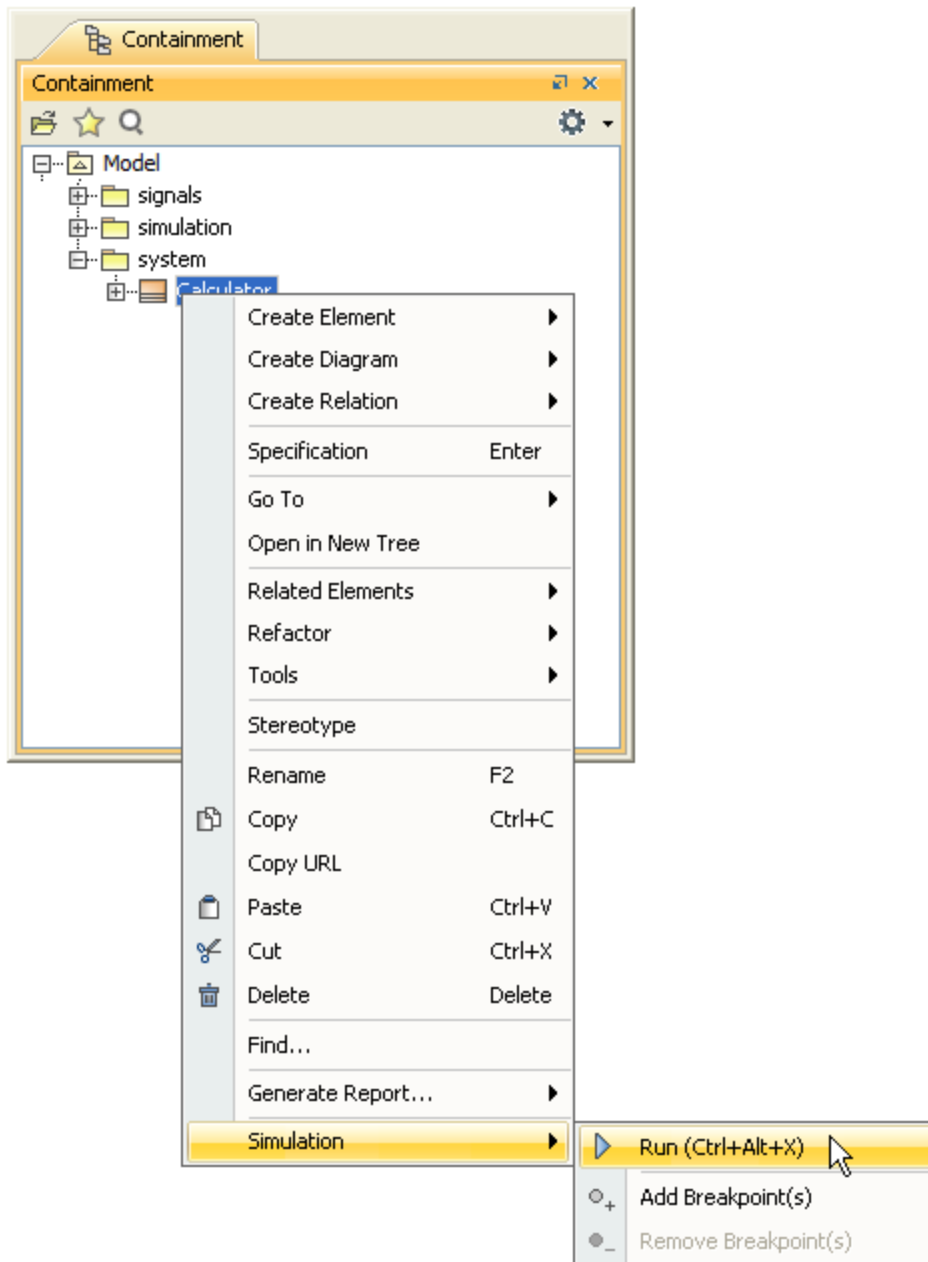 Containment
Containment
Model
signals
simulation
system
Calculator
Create Element
Create Diagram
Create Relation
Specification Enter
Go To
Open in New Tree
Related Elements
Refactor
Tools
Stereotype
Rename F2
Copy Ctrl+C
Copy URL
Paste Ctrl+V
Cut Ctrl+X
Delete Delete
Find...
Generate Report...
Simulation
Run (Ctrl+Alt+X)
Add Breakpoint(s)
Remove Breakpoint(s)